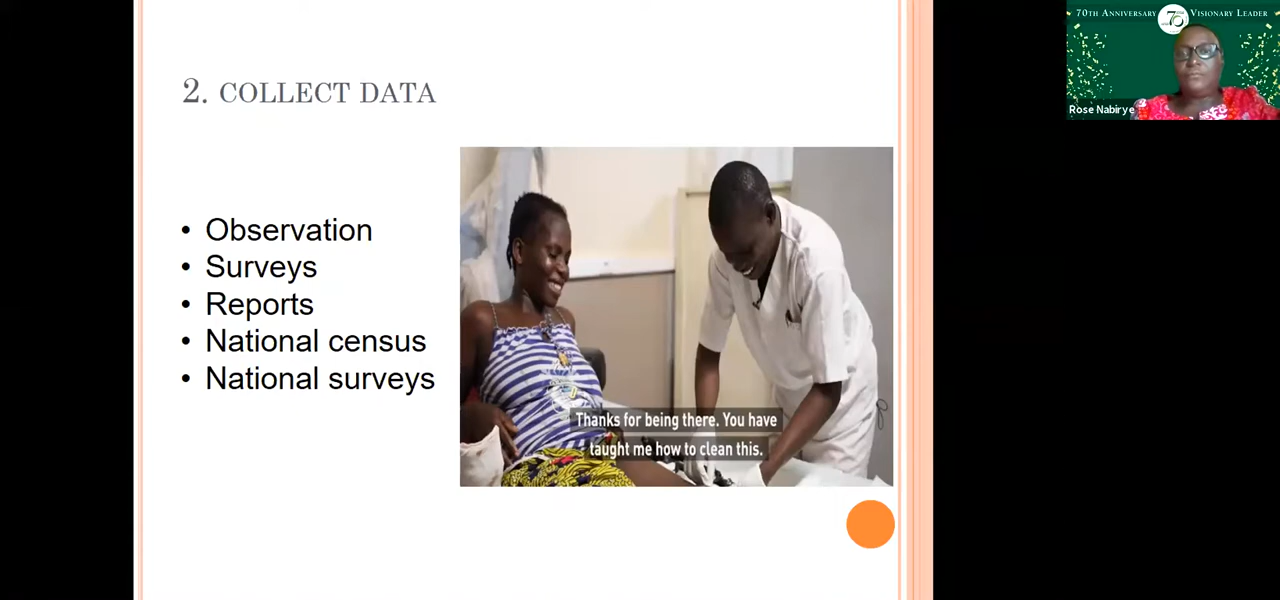 2. COLLECT DATA
• Observation
• Surveys
• Reports
• National census
• National surveys
Thanks for being there. You have
taught me how to clean this.
70TH ANNIVERSARY 70 VISIONARY LEADER
Rose Nabirye